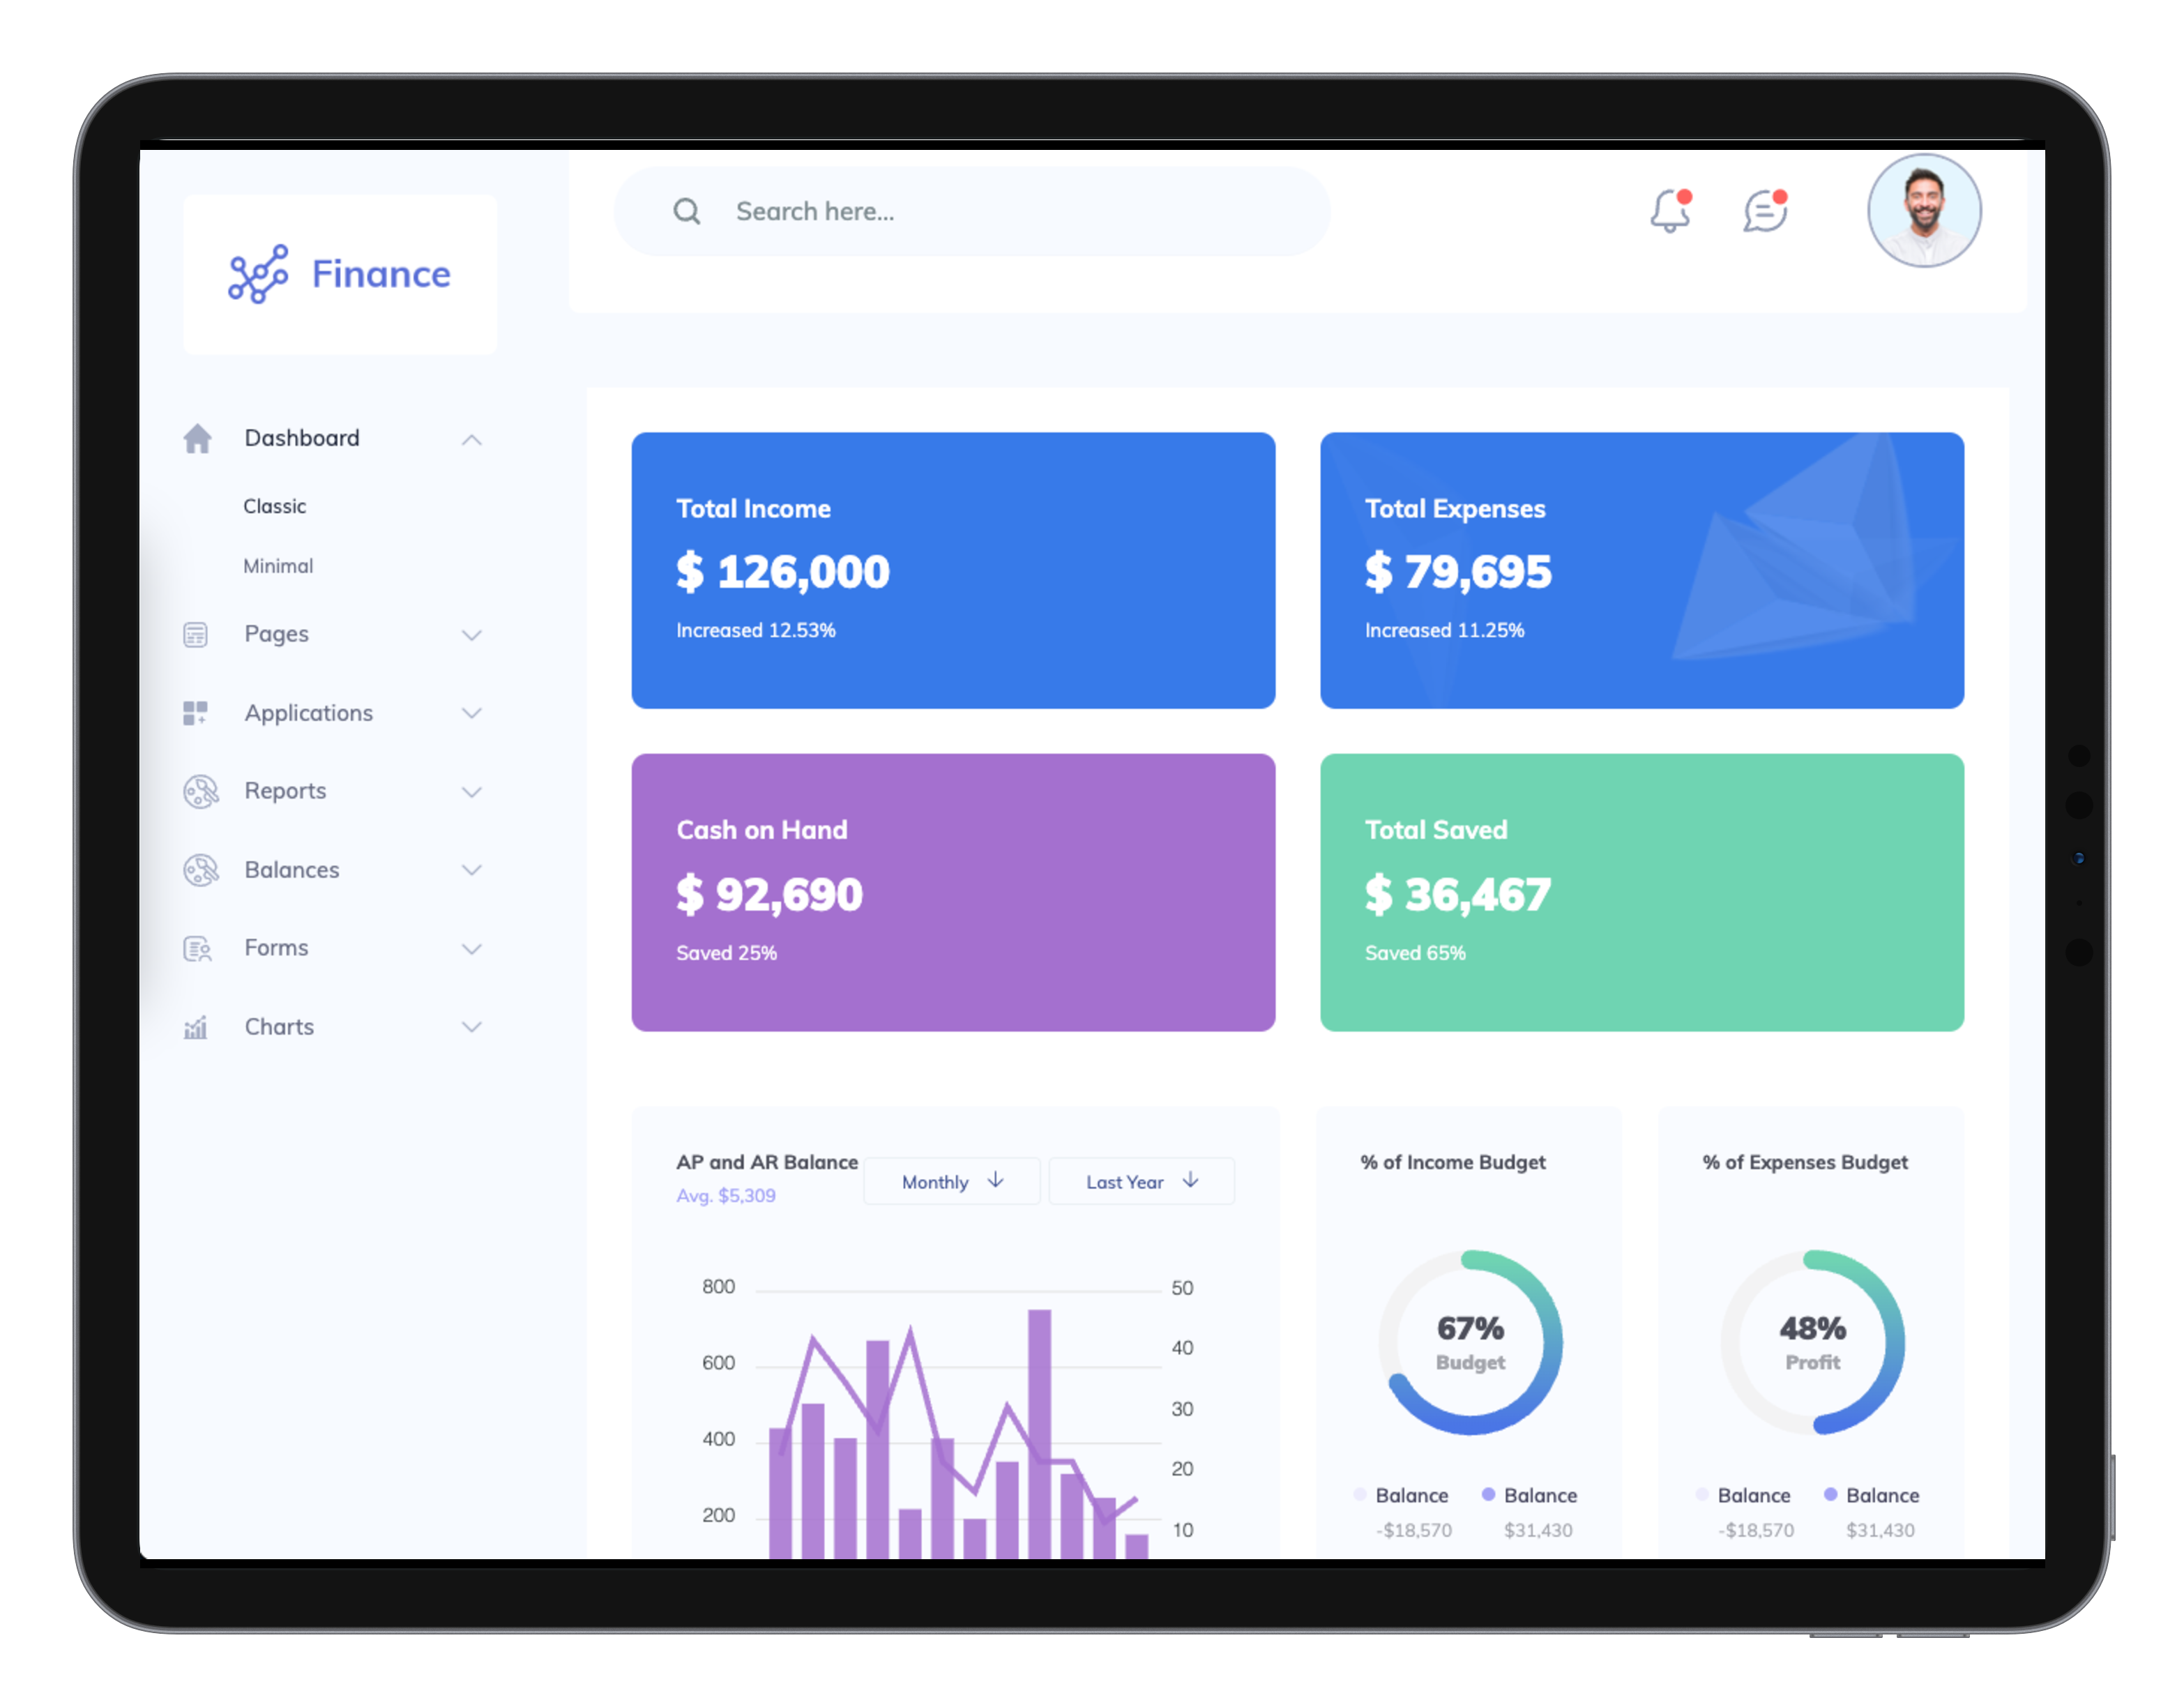 Finance
Search here...
Dashboard
Classic
Minimal
Pages
Applications
Reports
Balances
Forms
Charts
Total Income
$ 126,000
Increased 12.53%
Total Expenses
$ 79,695
Increased 11.25%
Cash on Hand
$ 92,690
Saved 25%
Total Saved
$ 36,467
Saved 65%
AP and AR Balance
Avg. $5,309
Monthly
Last Year
800
600
400
200
50
40
30
20
10
% of Income Budget
67%
Budget
Balance
-$18,570
Balance
$31,430
% of Expenses Budget
48%
Profit
Balance
-$18,570
Balance
$31,430